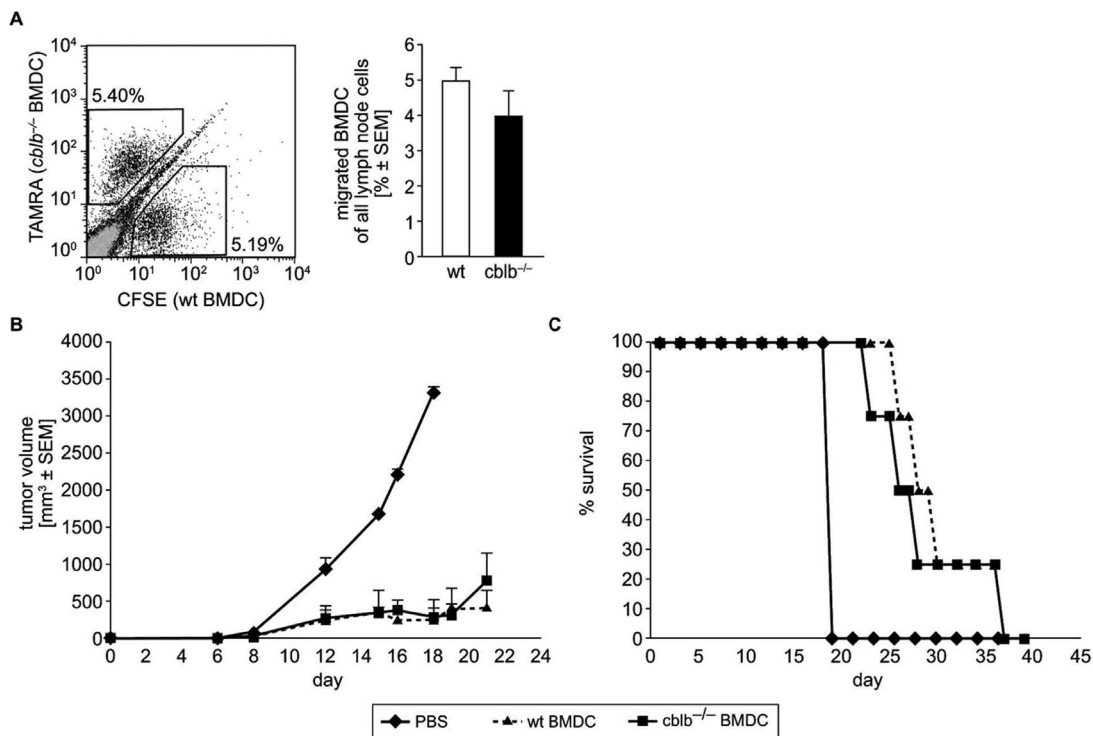 A
TAMRA (cblb–/– BMDC)
10⁴
10³
10²
10¹
10⁰
5.40%
5.19%
10⁰ 10¹ 10² 10³ 10⁴
CFSE (wt BMDC)
migrated BMDC
of all lymph node cells
[% ± SEM]
6
5
4
3
2
1
0
wt cblb–/–
B
tumor volume
[mm³ ± SEM]
4000
3500
3000
2500
2000
1500
1000
500
0
0 2 4 6 8 10 12 14 16 18 20 22 24
day
C
% survival
100
90
80
70
60
50
40
30
20
10
0
0 5 10 15 20 25 30 35 40 45
day
PBS wt BMDC cblb–/– BMDC